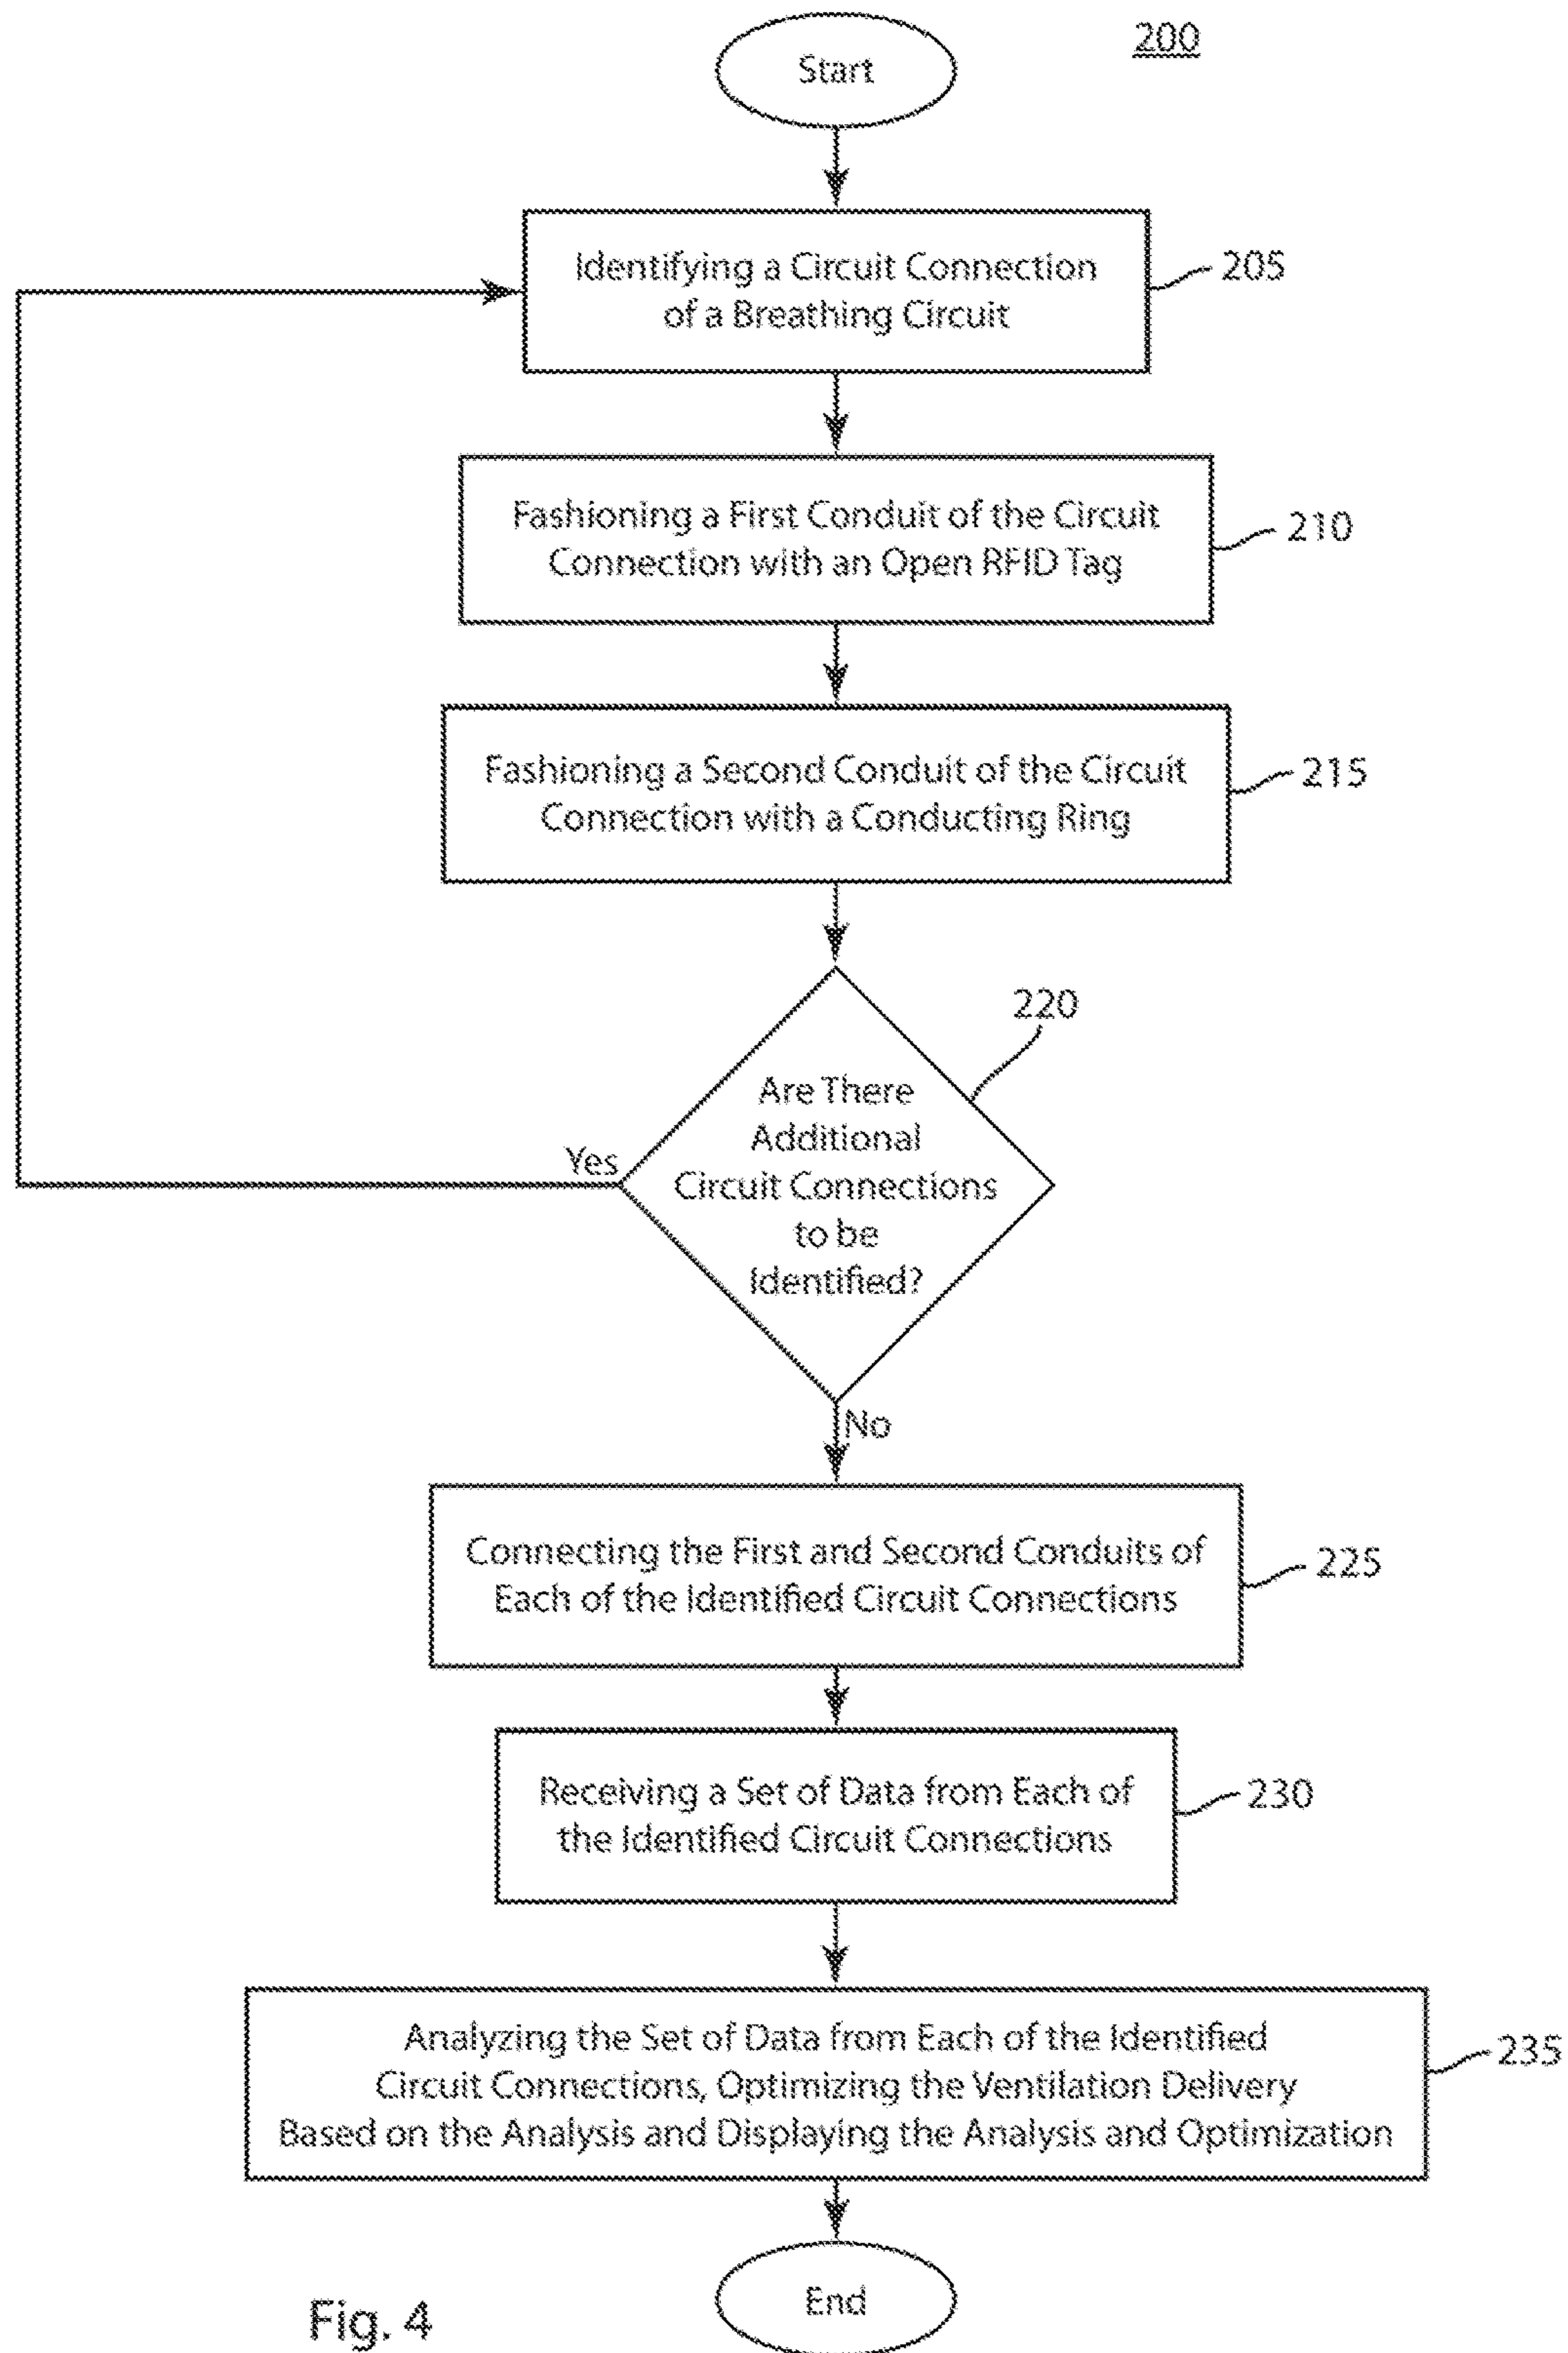 200
Start
Identifying a Circuit Connection
of a Breathing Circuit
205
Fashioning a First Conduit of the Circuit
Connection with an Open RFID Tag
210
Fashioning a Second Conduit of the Circuit
Connection with a Conducting Ring
215
220
Are There
Additional
Circuit Connections
to be
Identified?
Yes
No
Connecting the First and Second Conduits of
Each of the Identified Circuit Connections
225
Receiving a Set of Data from Each of
the Identified Circuit Connections
230
Analyzing the Set of Data from Each of the Identified
Circuit Connections, Optimizing the Ventilation Delivery
Based on the Analysis and Displaying the Analysis and Optimization
235
End
Fig. 4